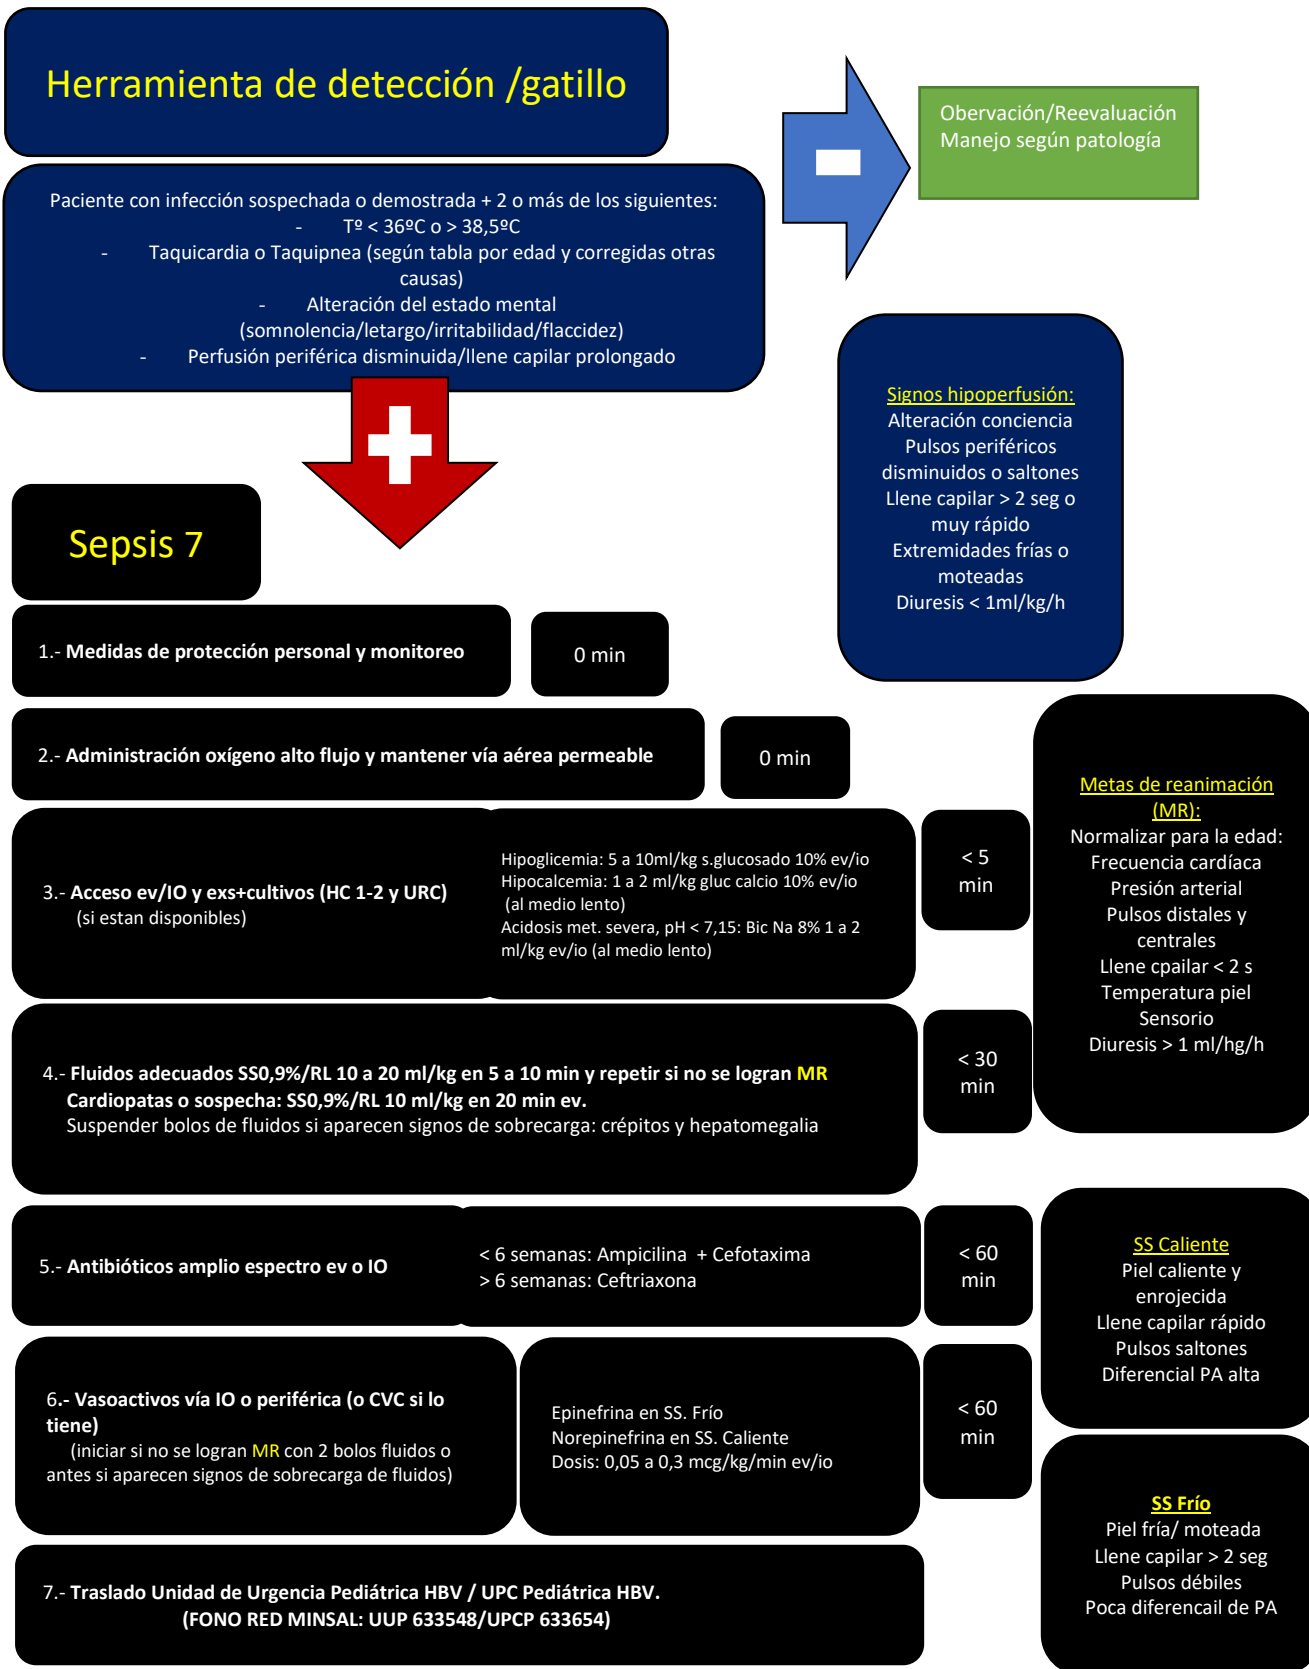 Herramienta de detección /gatillo
Obervación/Reevaluación
Manejo según patología
Paciente con infección sospechada o demostrada + 2 o más de los siguientes:
- Tº < 36ºC o > 38,5ºC
- Taquicardia o Taquipnea (según tabla por edad y corregidas otras
causas)
- Alteración del estado mental
(somnolencia/letargo/irritabilidad/flaccidez)
- Perfusión periférica disminuida/llene capilar prolongado
Signos hipoperfusión:
Alteración conciencia
Pulsos periféricos
disminuidos o saltones
Llene capilar > 2 seg o
muy rápido
Extremidades frías o
moteadas
Diuresis < 1ml/kg/h
Sepsis 7
1.- Medidas de protección personal y monitoreo
0 min
2.- Administración oxígeno alto flujo y mantener vía aérea permeable
0 min
3.- Acceso ev/IO y exs+cultivos (HC 1-2 y URC)
(si estan disponibles)
Hipoglicemia: 5 a 10ml/kg s.glucosado 10% ev/io
Hipocalcemia: 1 a 2 ml/kg gluc calcio 10% ev/io
(al medio lento)
Acidosis met. severa, pH < 7,15: Bic Na 8% 1 a 2
ml/kg ev/io (al medio lento)
< 5
min
Metas de reanimación
(MR):
Normalizar para la edad:
Frecuencia cardíaca
Presión arterial
Pulsos distales y
centrales
Llene cpailar < 2 s
Temperatura piel
Sensorio
Diuresis > 1 ml/hg/h
4.- Fluidos adecuados SS0,9%/RL 10 a 20 ml/kg en 5 a 10 min y repetir si no se logran MR
Cardiopatas o sospecha: SS0,9%/RL 10 ml/kg en 20 min ev.
Suspender bolos de fluidos si aparecen signos de sobrecarga: crépitos y hepatomegalia
< 30
min
5.- Antibióticos amplio espectro ev o IO
< 6 semanas: Ampicilina + Cefotaxima
> 6 semanas: Ceftriaxona
< 60
min
SS Caliente
Piel caliente y
enrojecida
Llene capilar rápido
Pulsos saltones
Diferencial PA alta
6.- Vasoactivos vía IO o periférica (o CVC si lo
tiene)
(iniciar si no se logran MR con 2 bolos fluidos o
antes si aparecen signos de sobrecarga de fluidos)
Epinefrina en SS. Frío
Norepinefrina en SS. Caliente
Dosis: 0,05 a 0,3 mcg/kg/min ev/io
< 60
min
SS Frío
Piel fría/ moteada
Llene capilar > 2 seg
Pulsos débiles
Poca diferencail de PA
7.- Traslado Unidad de Urgencia Pediátrica HBV / UPC Pediátrica HBV.
(FONO RED MINSAL: UUP 633548/UPCP 633654)